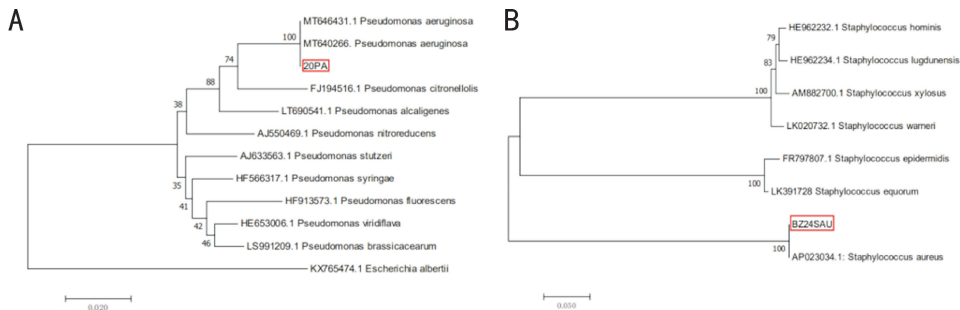 A
MT646431.1 Pseudomonas aeruginosa
100
MT640266. Pseudomonas aeruginosa
74
20PA
88
FJ194516.1 Pseudomonas citronellolis
38
LT690541.1 Pseudomonas alcaligenes
AJ550469.1 Pseudomonas nitroreducens
AJ633563.1 Pseudomonas stutzeri
35
HF566317.1 Pseudomonas syringae
41
HF913573.1 Pseudomonas fluorescens
42
HE653006.1 Pseudomonas viridiflava
46
LS991209.1 Pseudomonas brassicacearum
KX765474.1 Escherichia albertii
0.020
B
HE962232.1 Staphylococcus hominis
79
HE962234.1 Staphylococcus lugdunensis
83
AM882700.1 Staphylococcus xylosus
100
LK020732.1 Staphylococcus warneri
FR797807.1 Staphylococcus epidermidis
100
LK391728 Staphylococcus equorum
BZ24SAU
100
AP023034.1: Staphylococcus aureus
0.050